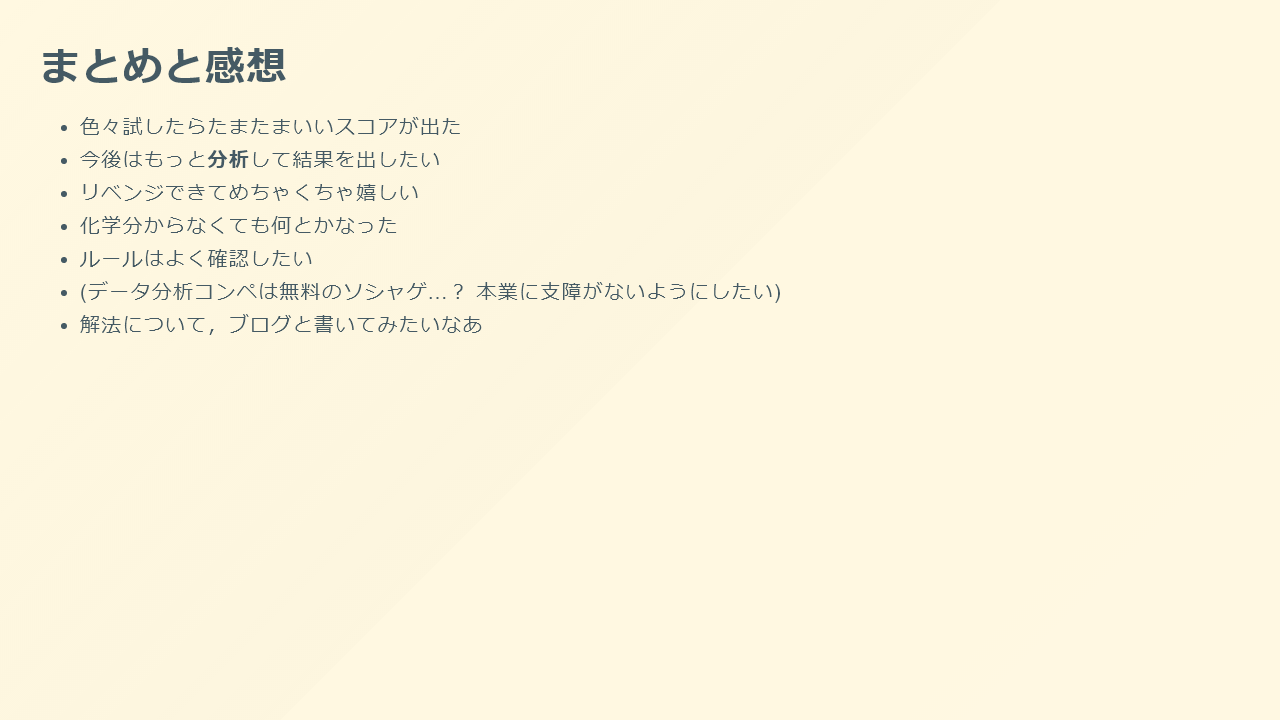 まとめと感想
• 色々試したらたまたまいいスコアが出た
• 今後はもっと分析して結果を出したい
• リベンジできてめちゃくちゃ嬉しい
• 化学分からなくても何とかなった
• ルールはよく確認したい
• (データ分析コンペは無料のソシャゲ...？ 本業に支障がないようにしたい)
• 解法について，ブログと書いてみたいなあ